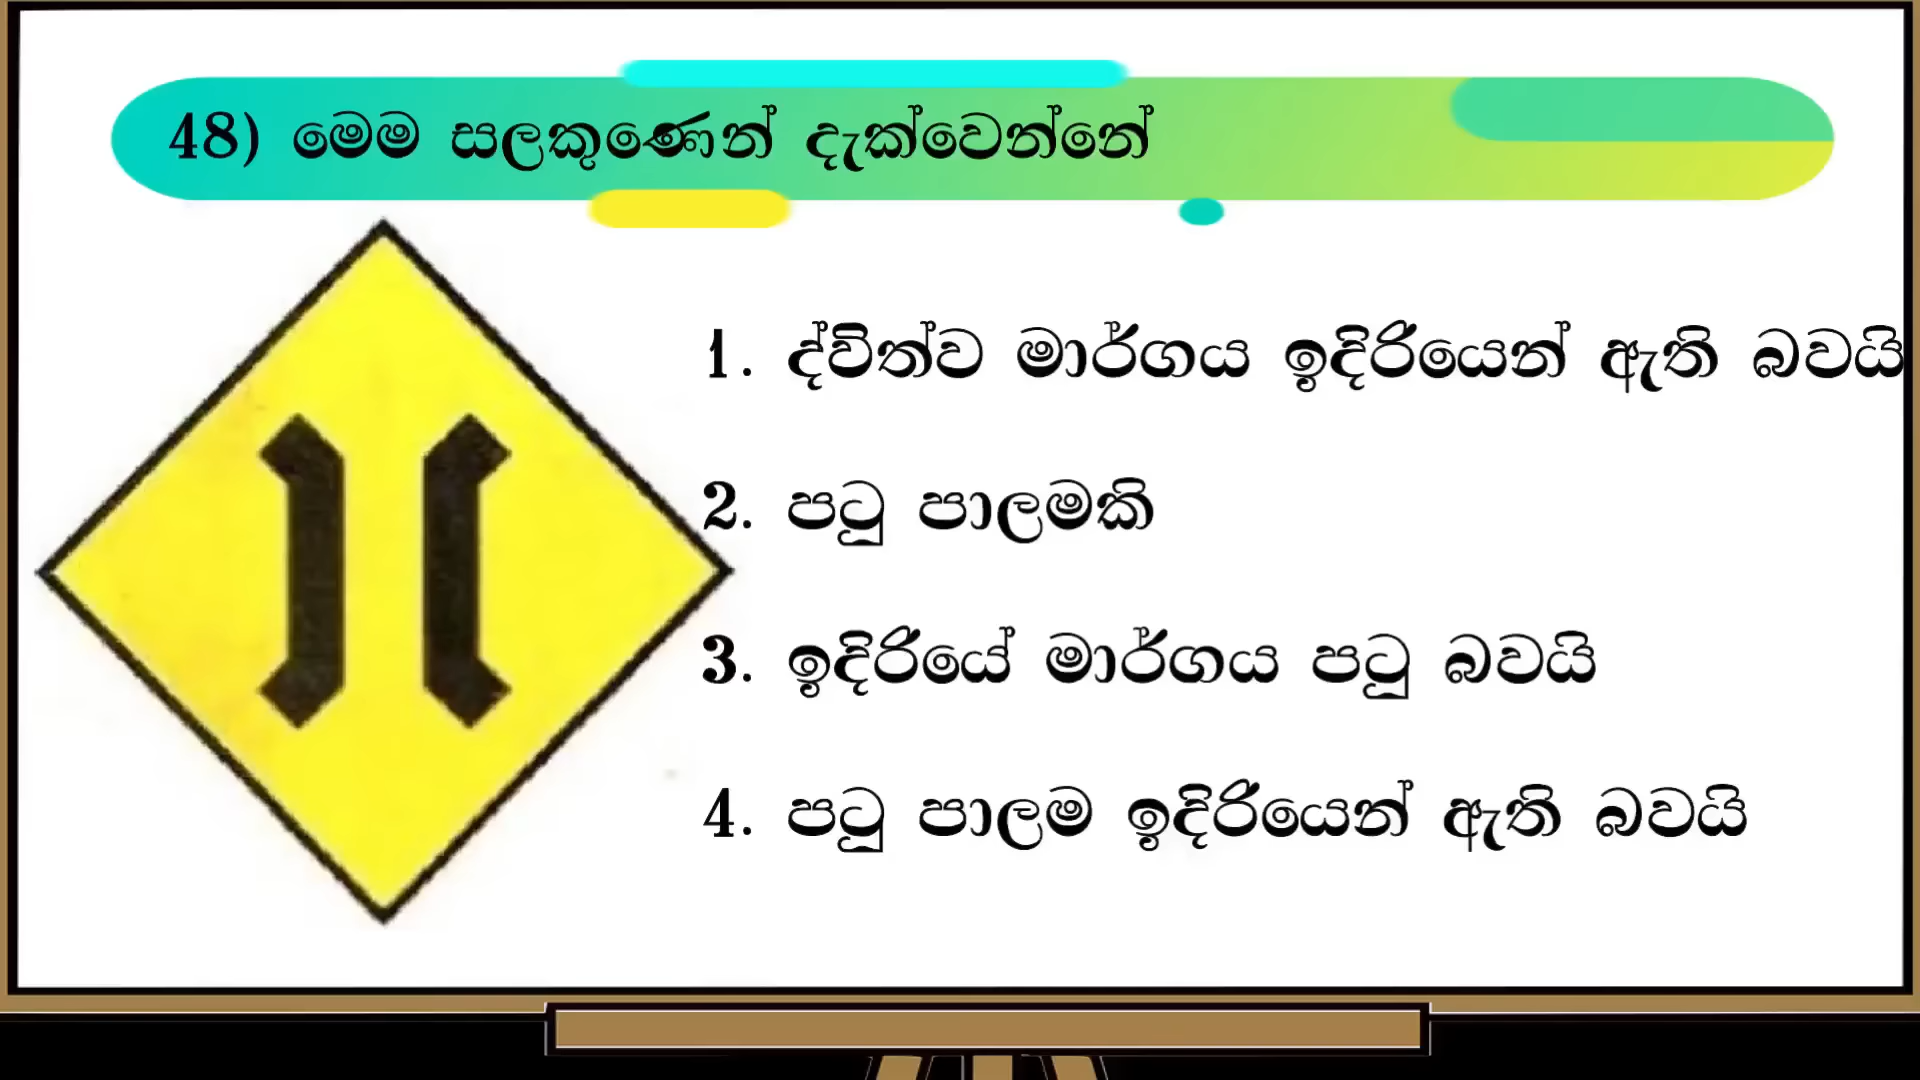 48) මෙම සලකුණෙන් දැක්වෙන්නේ
1. ද්විත්ව මාර්ගය ඉදිරියෙන් ඇති බවයි
2. පටු පාලමකි
3. ඉදිරියේ මාර්ගය පටු බවයි
4. පටු පාලම ඉදිරියෙන් ඇති බවයි